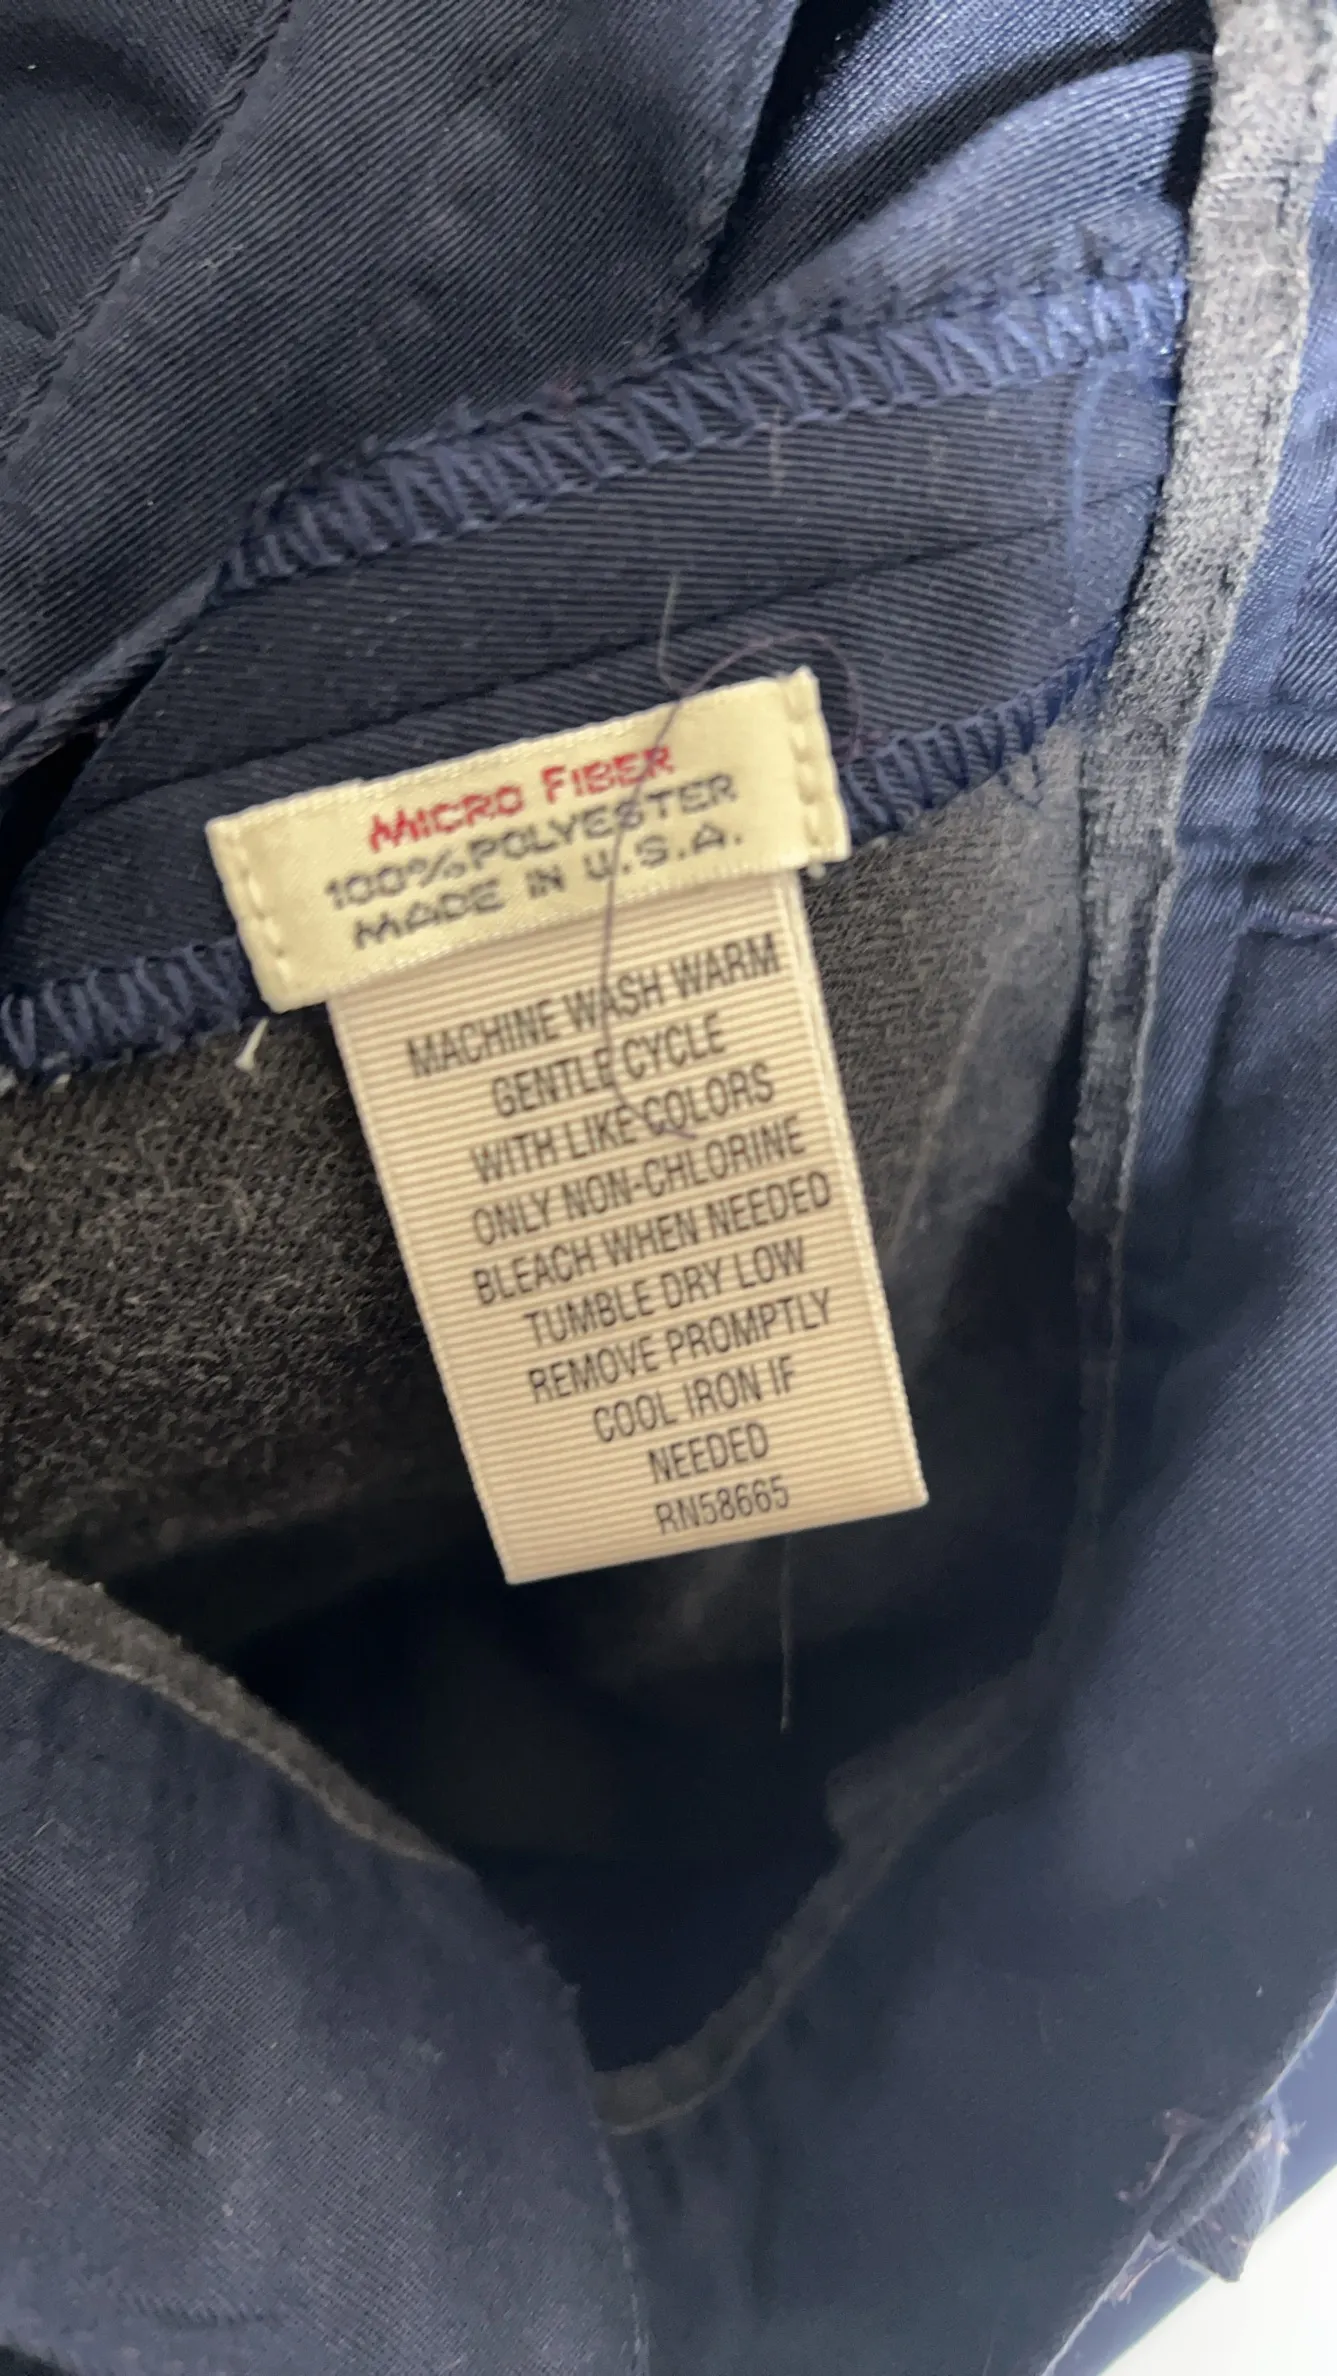 MICRO FIBER
100% POLYESTER
MADE IN U.S.A.
MACHINE WASH WARM
GENTLE CYCLE
WITH LIKE COLORS
ONLY NON-CHLORINE
BLEACH WHEN NEEDED
TUMBLE DRY LOW
REMOVE PROMPTLY
COOL IRON IF
NEEDED
RN58665